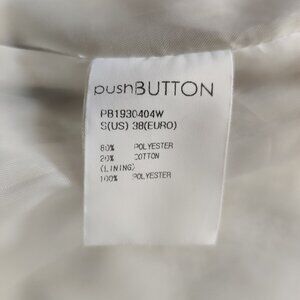 pushBUTTON
PB1930404W
S(US) 38(EURO)
80% POLYESTER
20% COTTON
(LINING)
100% POLYESTER